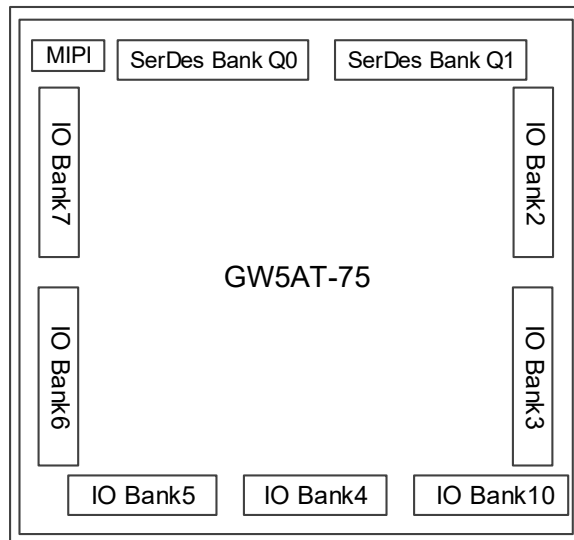 MIPI
SerDes Bank Q0
SerDes Bank Q1
IO Bank7
IO Bank2
GW5AT-75
IO Bank6
IO Bank3
IO Bank5
IO Bank4
IO Bank10